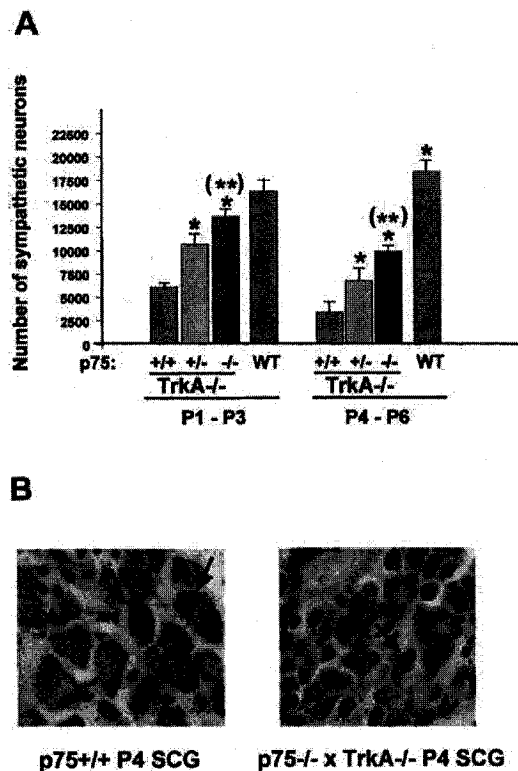 A
Number of sympathetic neurons
22500
20000
17500
15000
12500
10000
7500
5000
2500
0
(**)
*
*
(**)
*
*
*
p75: +/+ +/- -/- WT +/+ +/- -/- WT
TrkA-/- TrkA-/-
P1 - P3 P4 - P6
B
p75+/+ P4 SCG p75-/- x TrkA-/- P4 SCG